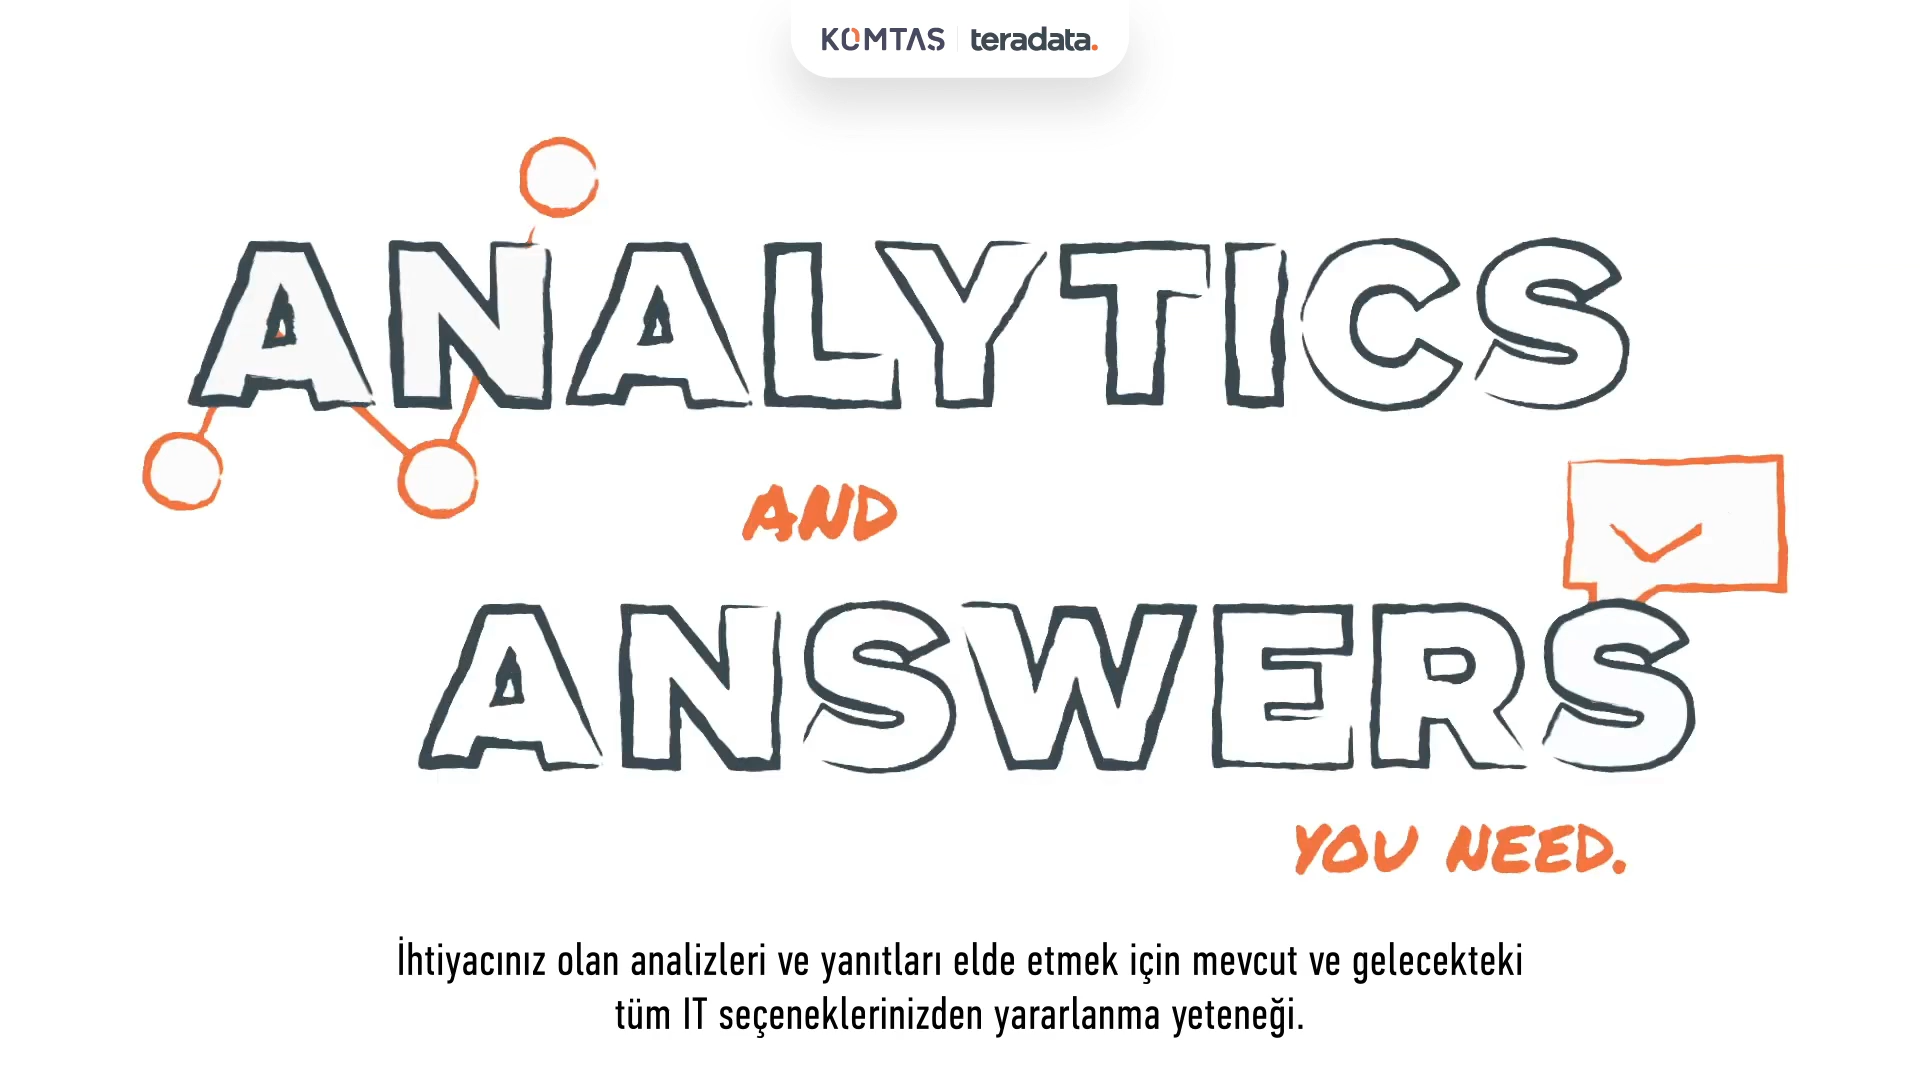 KOMTAS teradata.
ANALYTICS
AND
ANSWERS
YOU NEED.
İhtiyacınız olan analizleri ve yanıtları elde etmek için mevcut ve gelecekteki
tüm IT seçeneklerinizden yararlanma yeteneği.